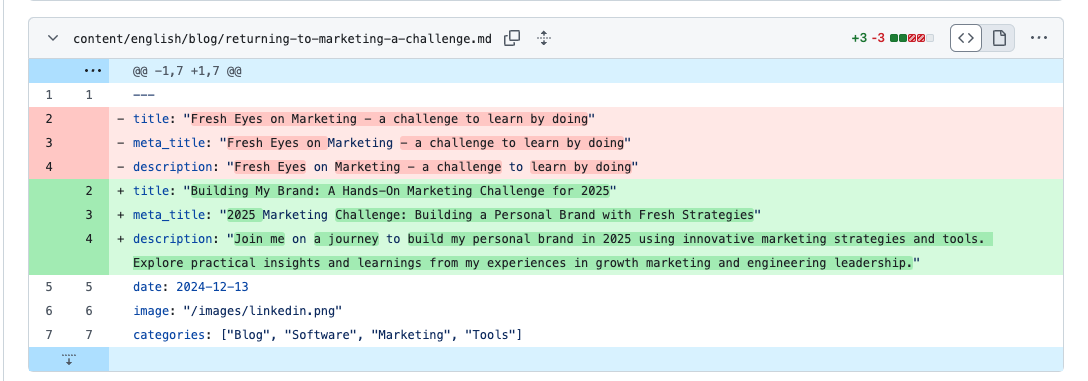 content/english/blog/returning-to-marketing-a-challenge.md +3 -3
@@ -1,7 +1,7 @@
1 1 ---
2 - title: "Fresh Eyes on Marketing - a challenge to learn by doing"
3 - meta_title: "Fresh Eyes on Marketing - a challenge to learn by doing"
4 - description: "Fresh Eyes on Marketing - a challenge to learn by doing"
2 + title: "Building My Brand: A Hands-On Marketing Challenge for 2025"
3 + meta_title: "2025 Marketing Challenge: Building a Personal Brand with Fresh Strategies"
4 + description: "Join me on a journey to build my personal brand in 2025 using innovative marketing strategies and tools.
Explore practical insights and learnings from my experiences in growth marketing and engineering leadership."
5 5 date: 2024-12-13
6 6 image: "/images/linkedin.png"
7 7 categories: ["Blog", "Software", "Marketing", "Tools"]